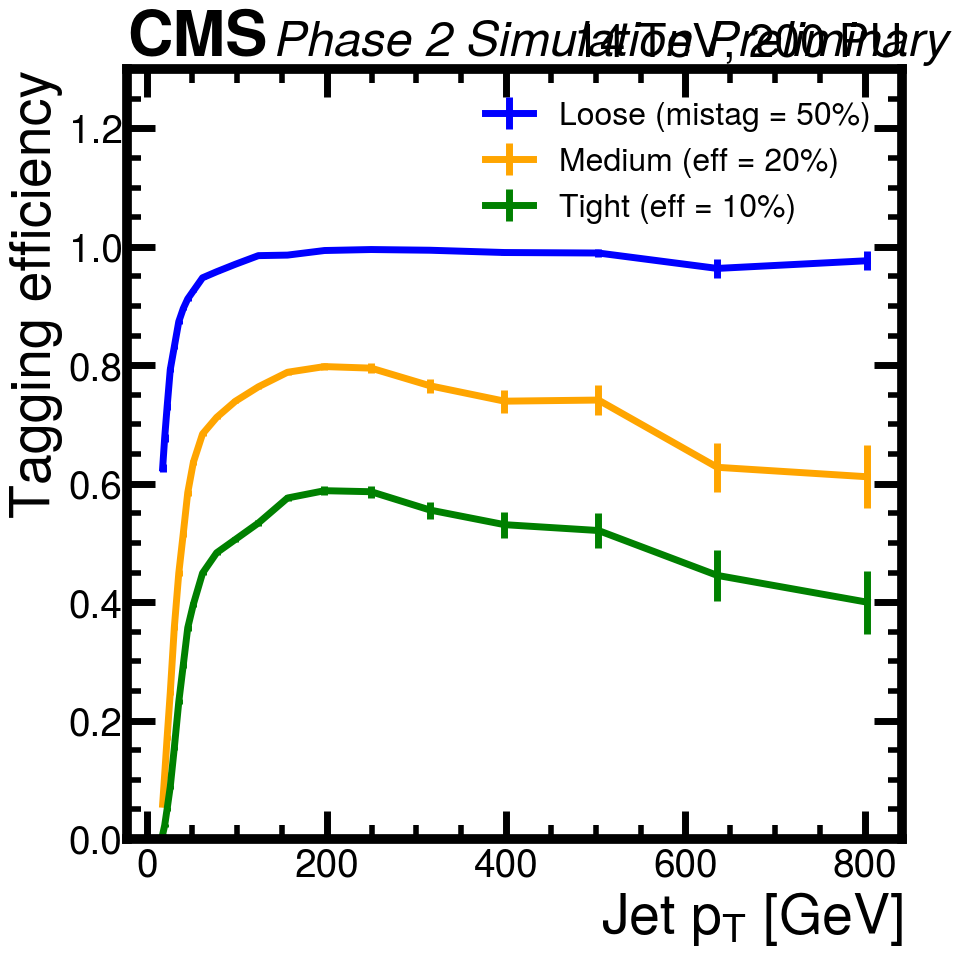 CMS Phase 2 Simulation Preliminary
14 TeV, 200 PU
Tagging efficiency
1.2
1.0
0.8
0.6
0.4
0.2
0.0
Loose (mistag = 50%)
Medium (eff = 20%)
Tight (eff = 10%)
0 200 400 600 800
Jet pT [GeV]